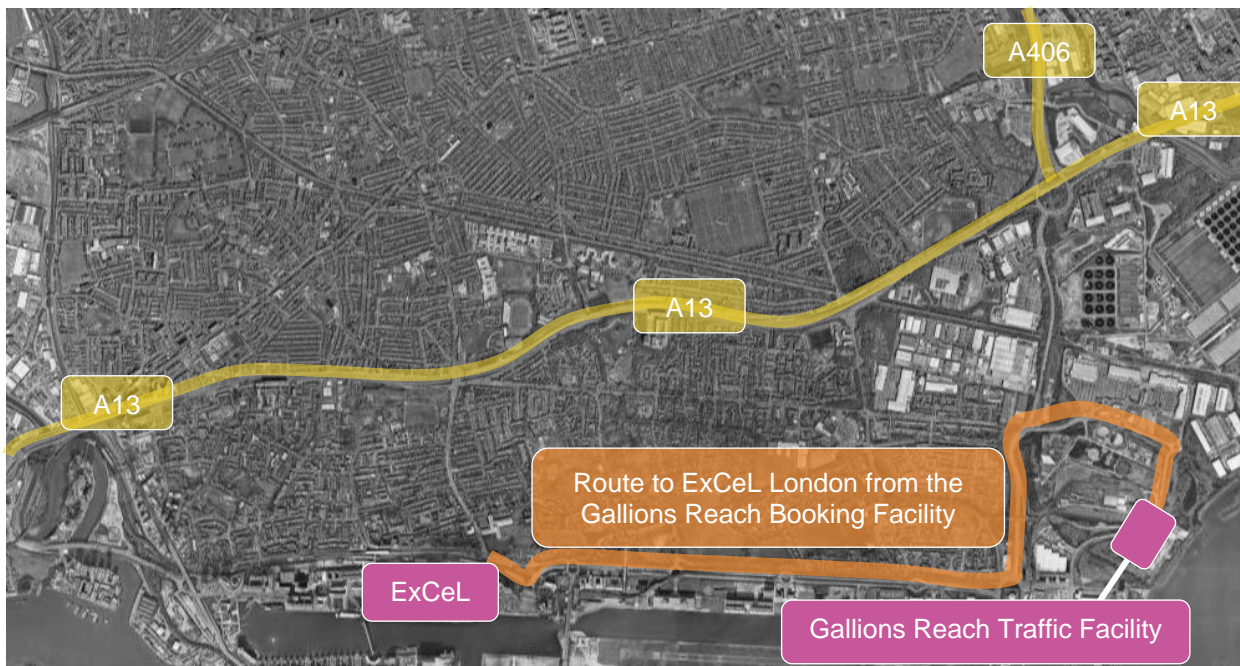 A406
A13
A13
A13
Route to ExCeL London from the
Gallions Reach Booking Facility
ExCeL
Gallions Reach Traffic Facility